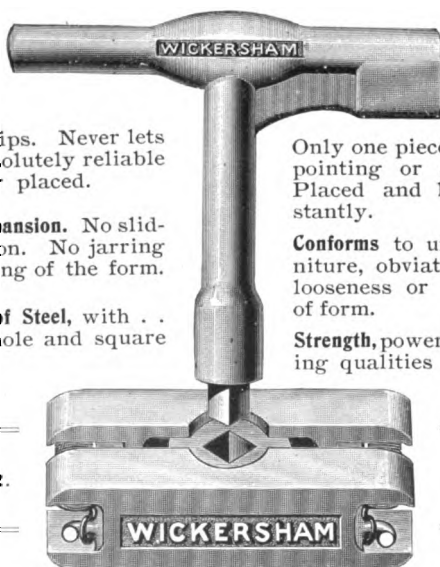 WICKERSHAM
ips. Never lets
solutely reliable
placed.
pansion. No slid-
on. No jarring
ng of the form.
of Steel, with . .
hole and square
Only one piece
pointing or
Placed and
stantly.
Conforms to
niture, obviat
looseness or
of form.
Strength, power
ing qualities
WICKERSHAM